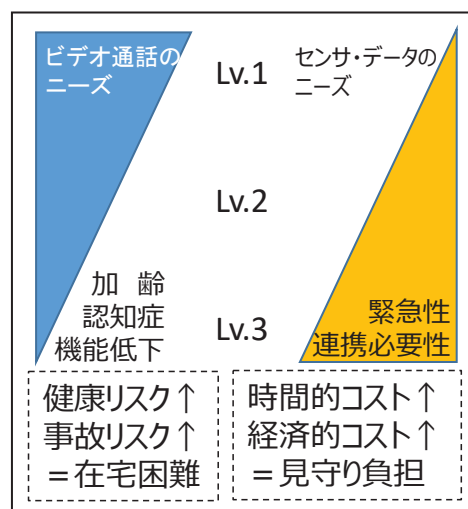 ビデオ通話の
ニーズ
Lv.1
センサ・データの
ニーズ
Lv.2
加 齢
認知症
機能低下
Lv.3
緊急性
連携必要性
健康リスク↑
事故リスク↑
＝在宅困難
時間的コスト↑
経済的コスト↑
＝見守り負担